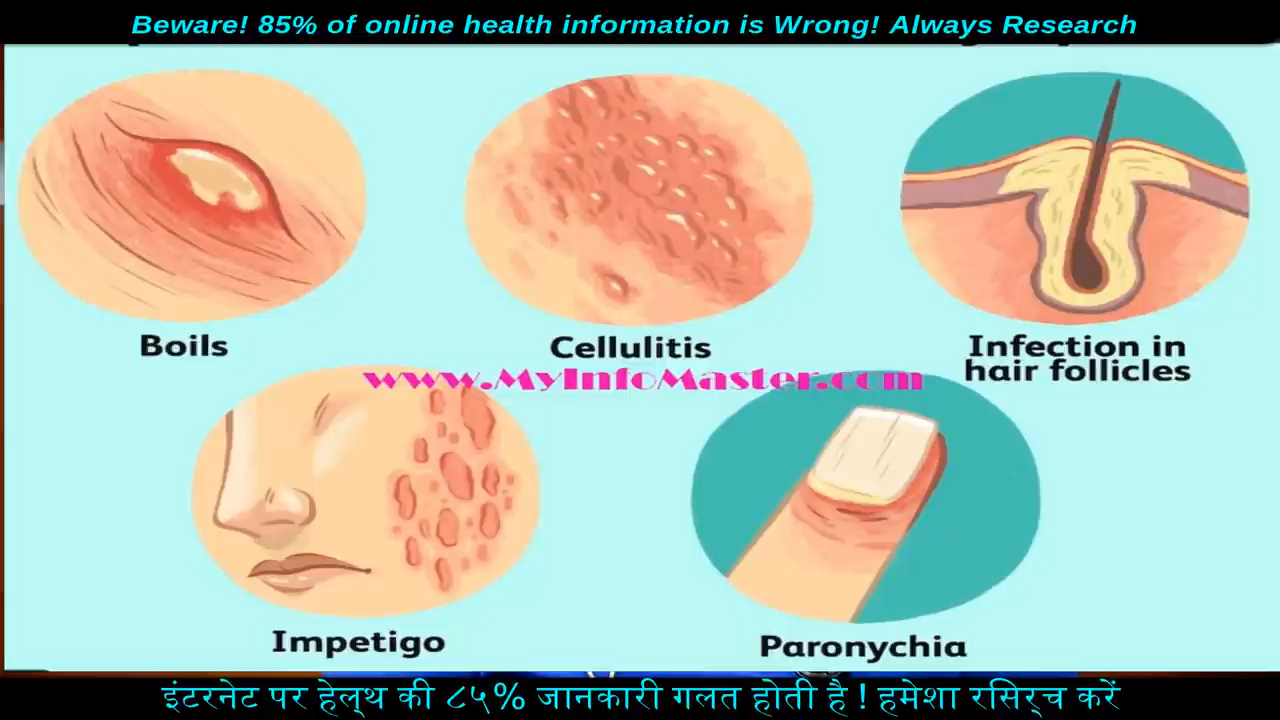 Beware! 85% of online health information is Wrong! Always Research
Boils
Cellulitis
Infection in
hair follicles
www.MyInfoMaster.com
Impetigo
Paronychia
इंटरनेट पर हेल्थ की ८५% जानकारी गलत होती है ! हमेशा रिसर्च करें